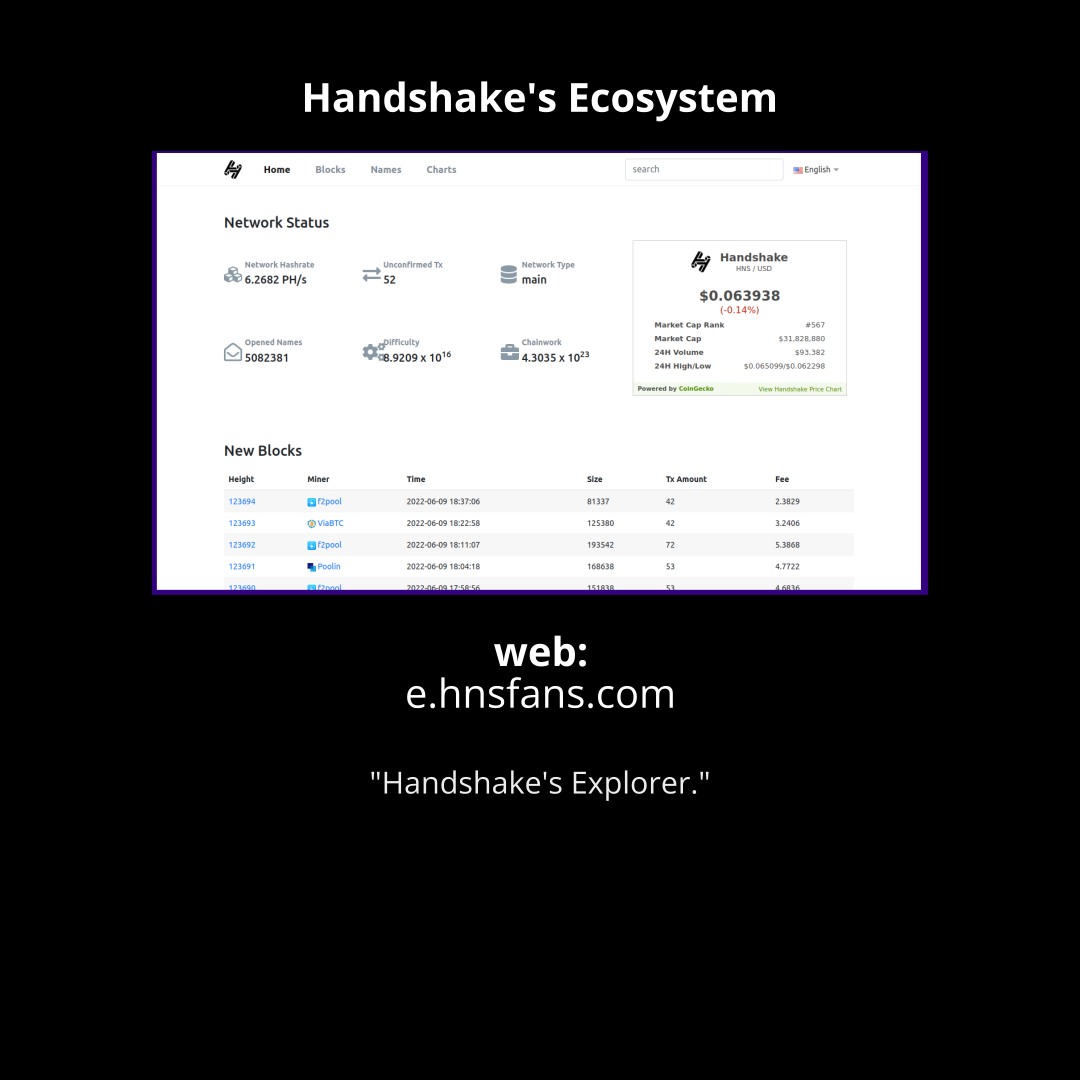 Handshake's Ecosystem
Home Blocks Names Charts search English
Network Status
Network Hashrate Unconfirmed Tx Network Type
6.2682 PH/s 52 main
Opened Names Difficulty Chainwork
5082381 8.9209 x 10^16 4.3035 x 10^23
Handshake
HNS / USD
$0.063938
(-0.14%)
Market Cap Rank #567
Market Cap $31,828,880
24H Volume $93,382
24H High/Low $0.065099/$0.062298
Powered by CoinGecko View Handshake Price Chart
New Blocks
Height Miner Time Size Tx Amount Fee
123694 f2pool 2022-06-09 18:37:06 81337 42 2.3829
123693 ViaBTC 2022-06-09 18:22:58 125380 42 3.2406
123692 f2pool 2022-06-09 18:11:07 193542 72 5.3868
123691 Poolin 2022-06-09 18:04:18 168638 53 4.7722
123690 f2pool 2022-06-09 17:58:56 151838 53 4.6836
web:
e.hnsfans.com
"Handshake's Explorer."